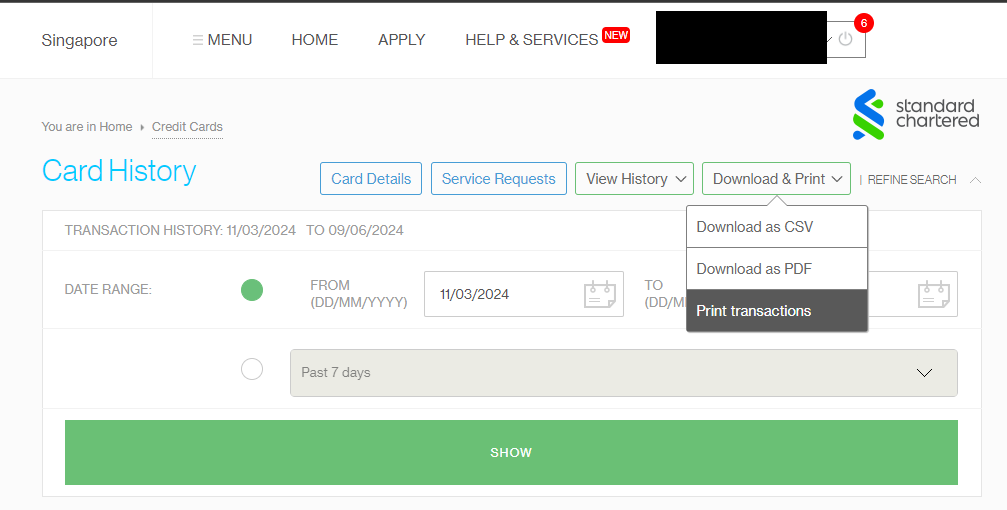 Singapore
MENU
HOME
APPLY
HELP & SERVICES NEW
6
standard
chartered
You are in Home
Credit Cards
Card History
Card Details
Service Requests
View History
Download & Print
| REFINE SEARCH
TRANSACTION HISTORY: 11/03/2024 TO 09/06/2024
Download as CSV
Download as PDF
Print transactions
DATE RANGE:
FROM
(DD/MM/YYYY)
11/03/2024
TO
Past 7 days
SHOW